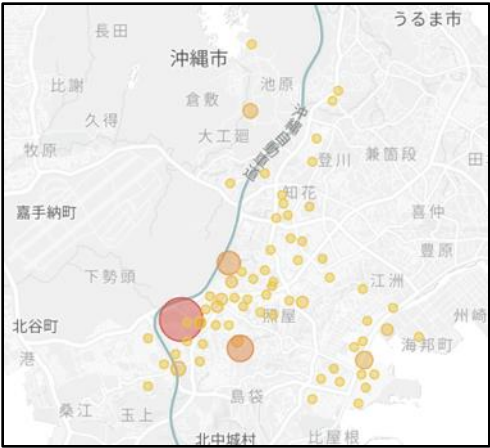 うるま市
長田
沖縄市
池原
比謝
倉敷
久得
大工廻
沖縄自動車道
牧原
登川
兼箇段
知花
喜仲
嘉手納町
豊原
下勢頭
江洲
北谷町
照屋
州崎
海邦町
港
島袋
桑江
玉上
北中城村
比屋根